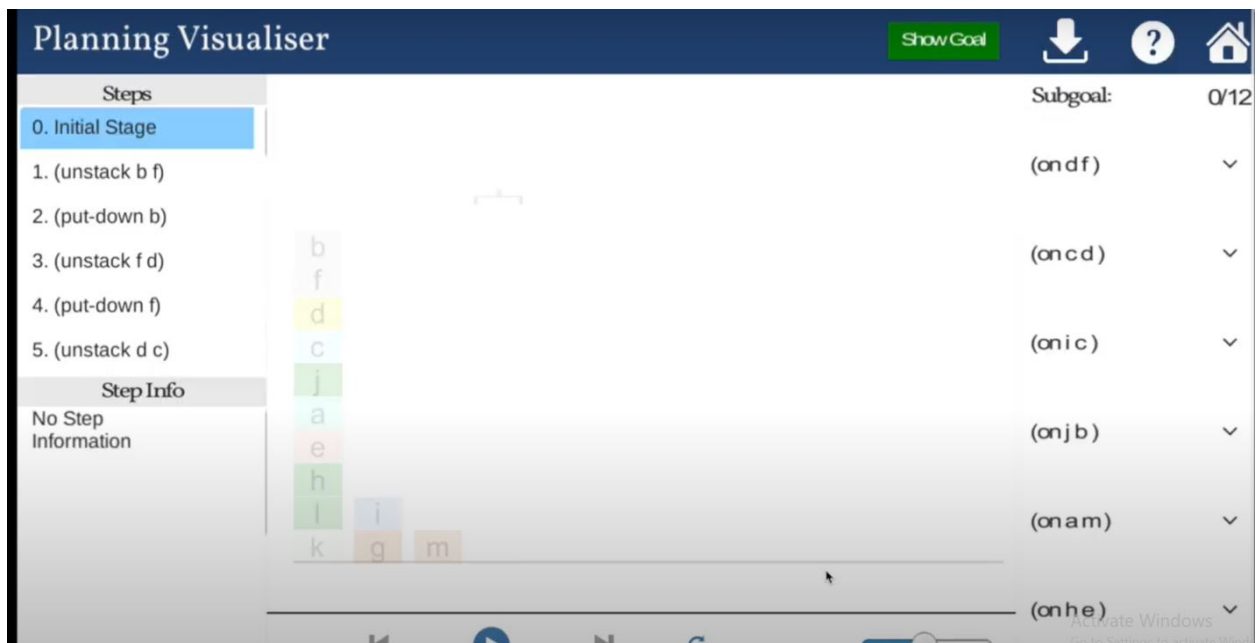 Planning Visualiser
Show Goal
?
Steps
0. Initial Stage
1. (unstack b f)
2. (put-down b)
3. (unstack f d)
4. (put-down f)
5. (unstack d c)
Step Info
No Step
Information
b
f
d
c
j
a
e
h
l i
k g m
Subgoal: 0/12
(on d f)
(on c d)
(on i c)
(on j b)
(on a m)
(on h e)
Activate Windows